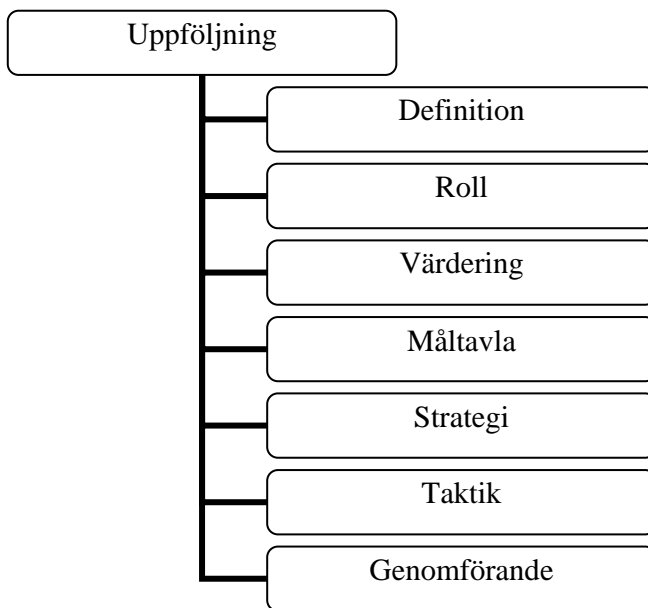 Uppföljning
Definition
Roll
Värdering
Måltavla
Strategi
Taktik
Genomförande